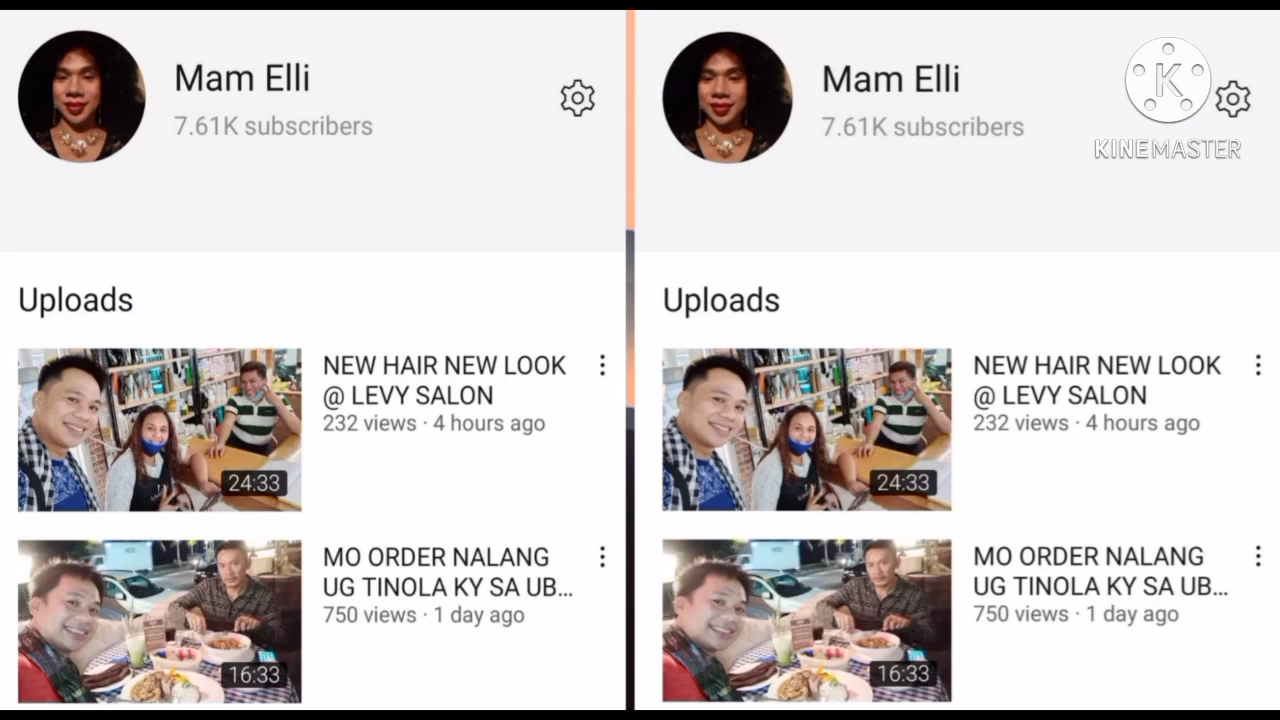 Mam Elli
7.61K subscribers
Uploads
NEW HAIR NEW LOOK
@ LEVY SALON
232 views · 4 hours ago
24:33
MO ORDER NALANG
UG TINOLA KY SA UB...
750 views · 1 day ago
16:33
Mam Elli
7.61K subscribers
K
KINEMASTER
Uploads
NEW HAIR NEW LOOK
@ LEVY SALON
232 views · 4 hours ago
24:33
MO ORDER NALANG
UG TINOLA KY SA UB...
750 views · 1 day ago
16:33